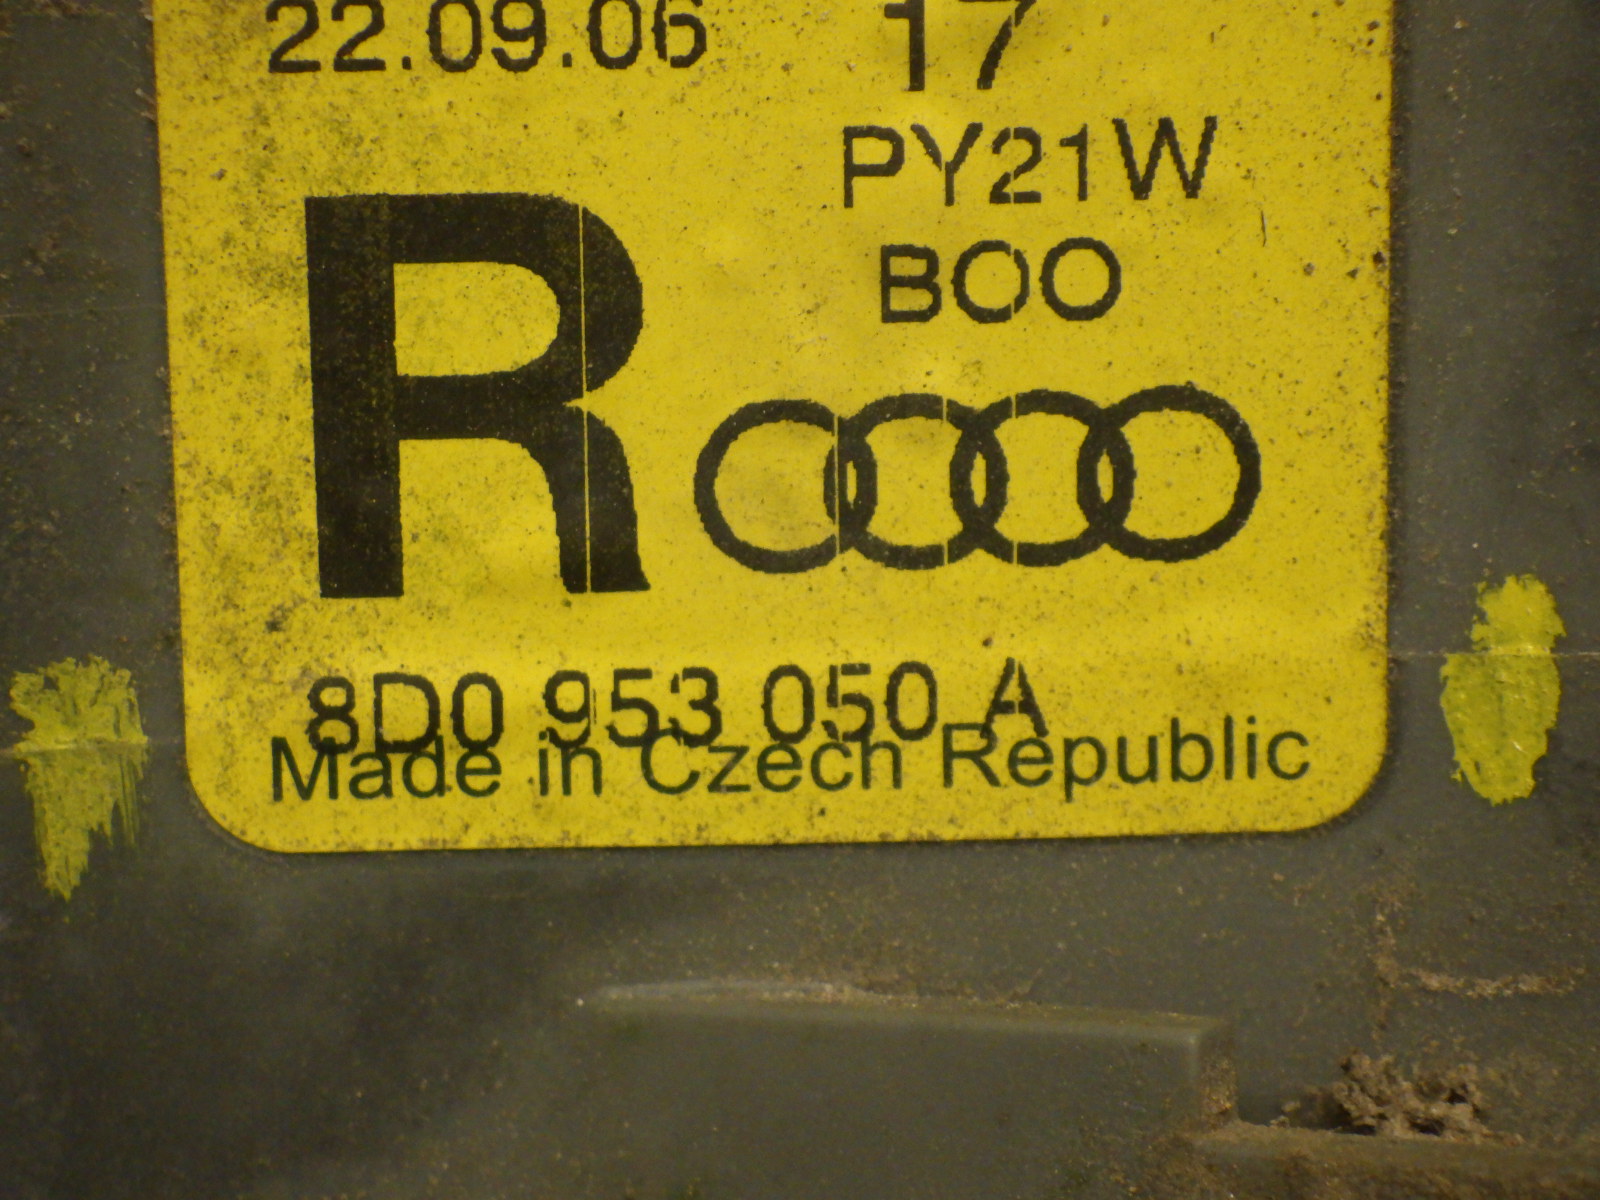 22.09.06 17
PY21W
BOO
R
8D0 953 050 A
Made in Czech Republic